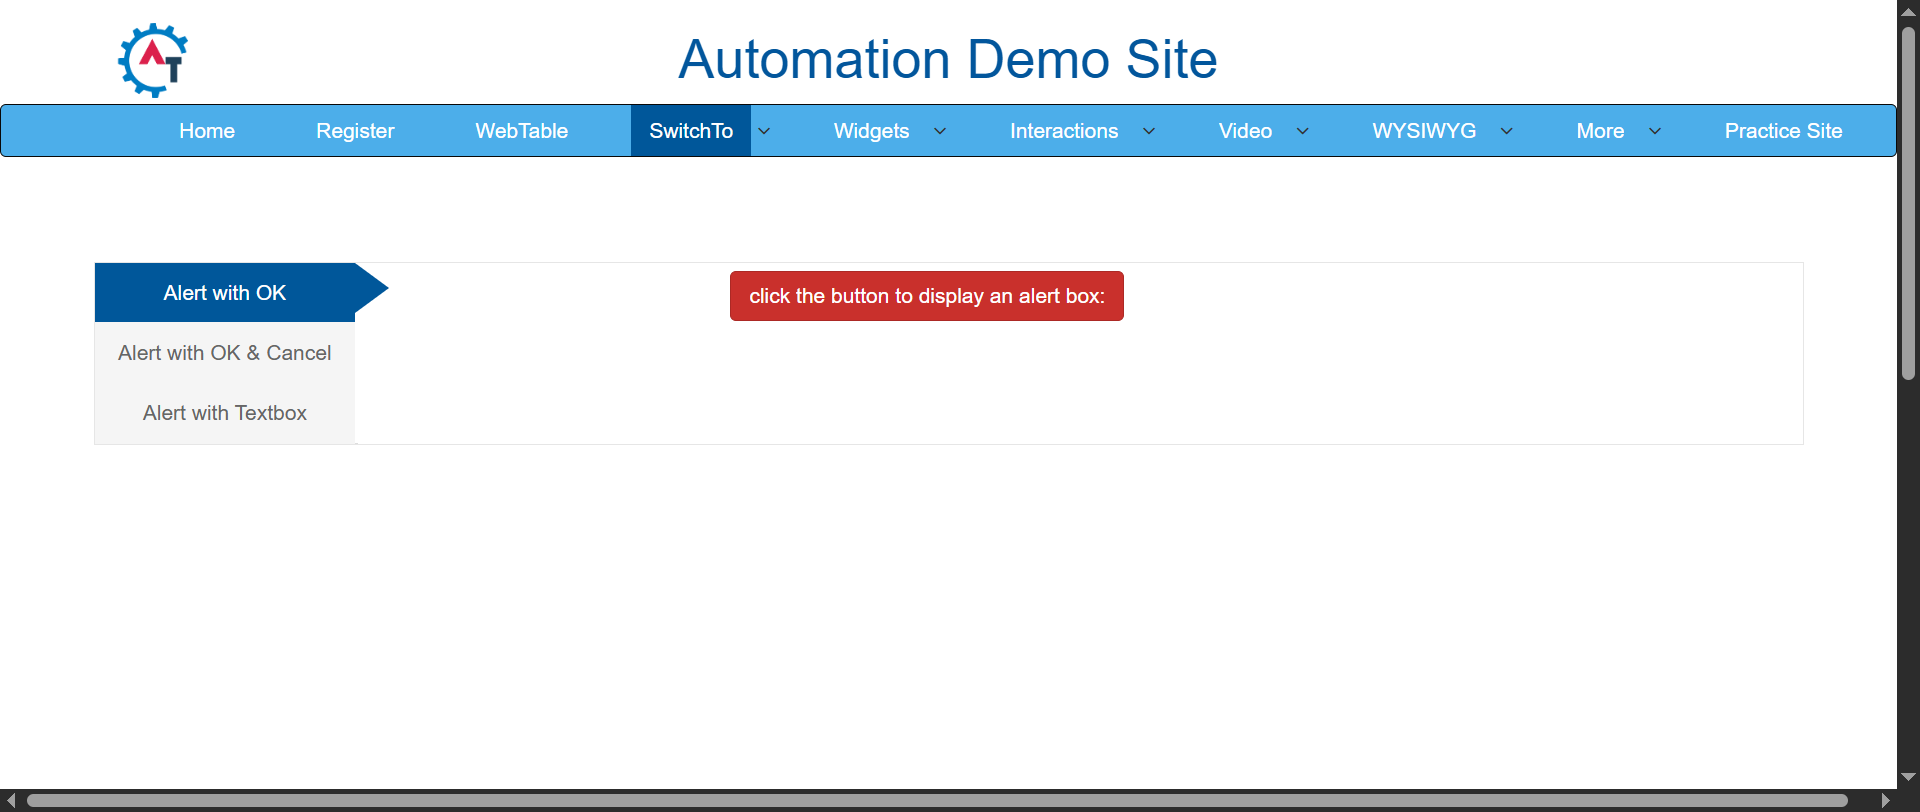 AT
Automation Demo Site
Home Register WebTable SwitchTo Widgets Interactions Video WYSIWYG More Practice Site
Alert with OK
click the button to display an alert box:
Alert with OK & Cancel
Alert with Textbox